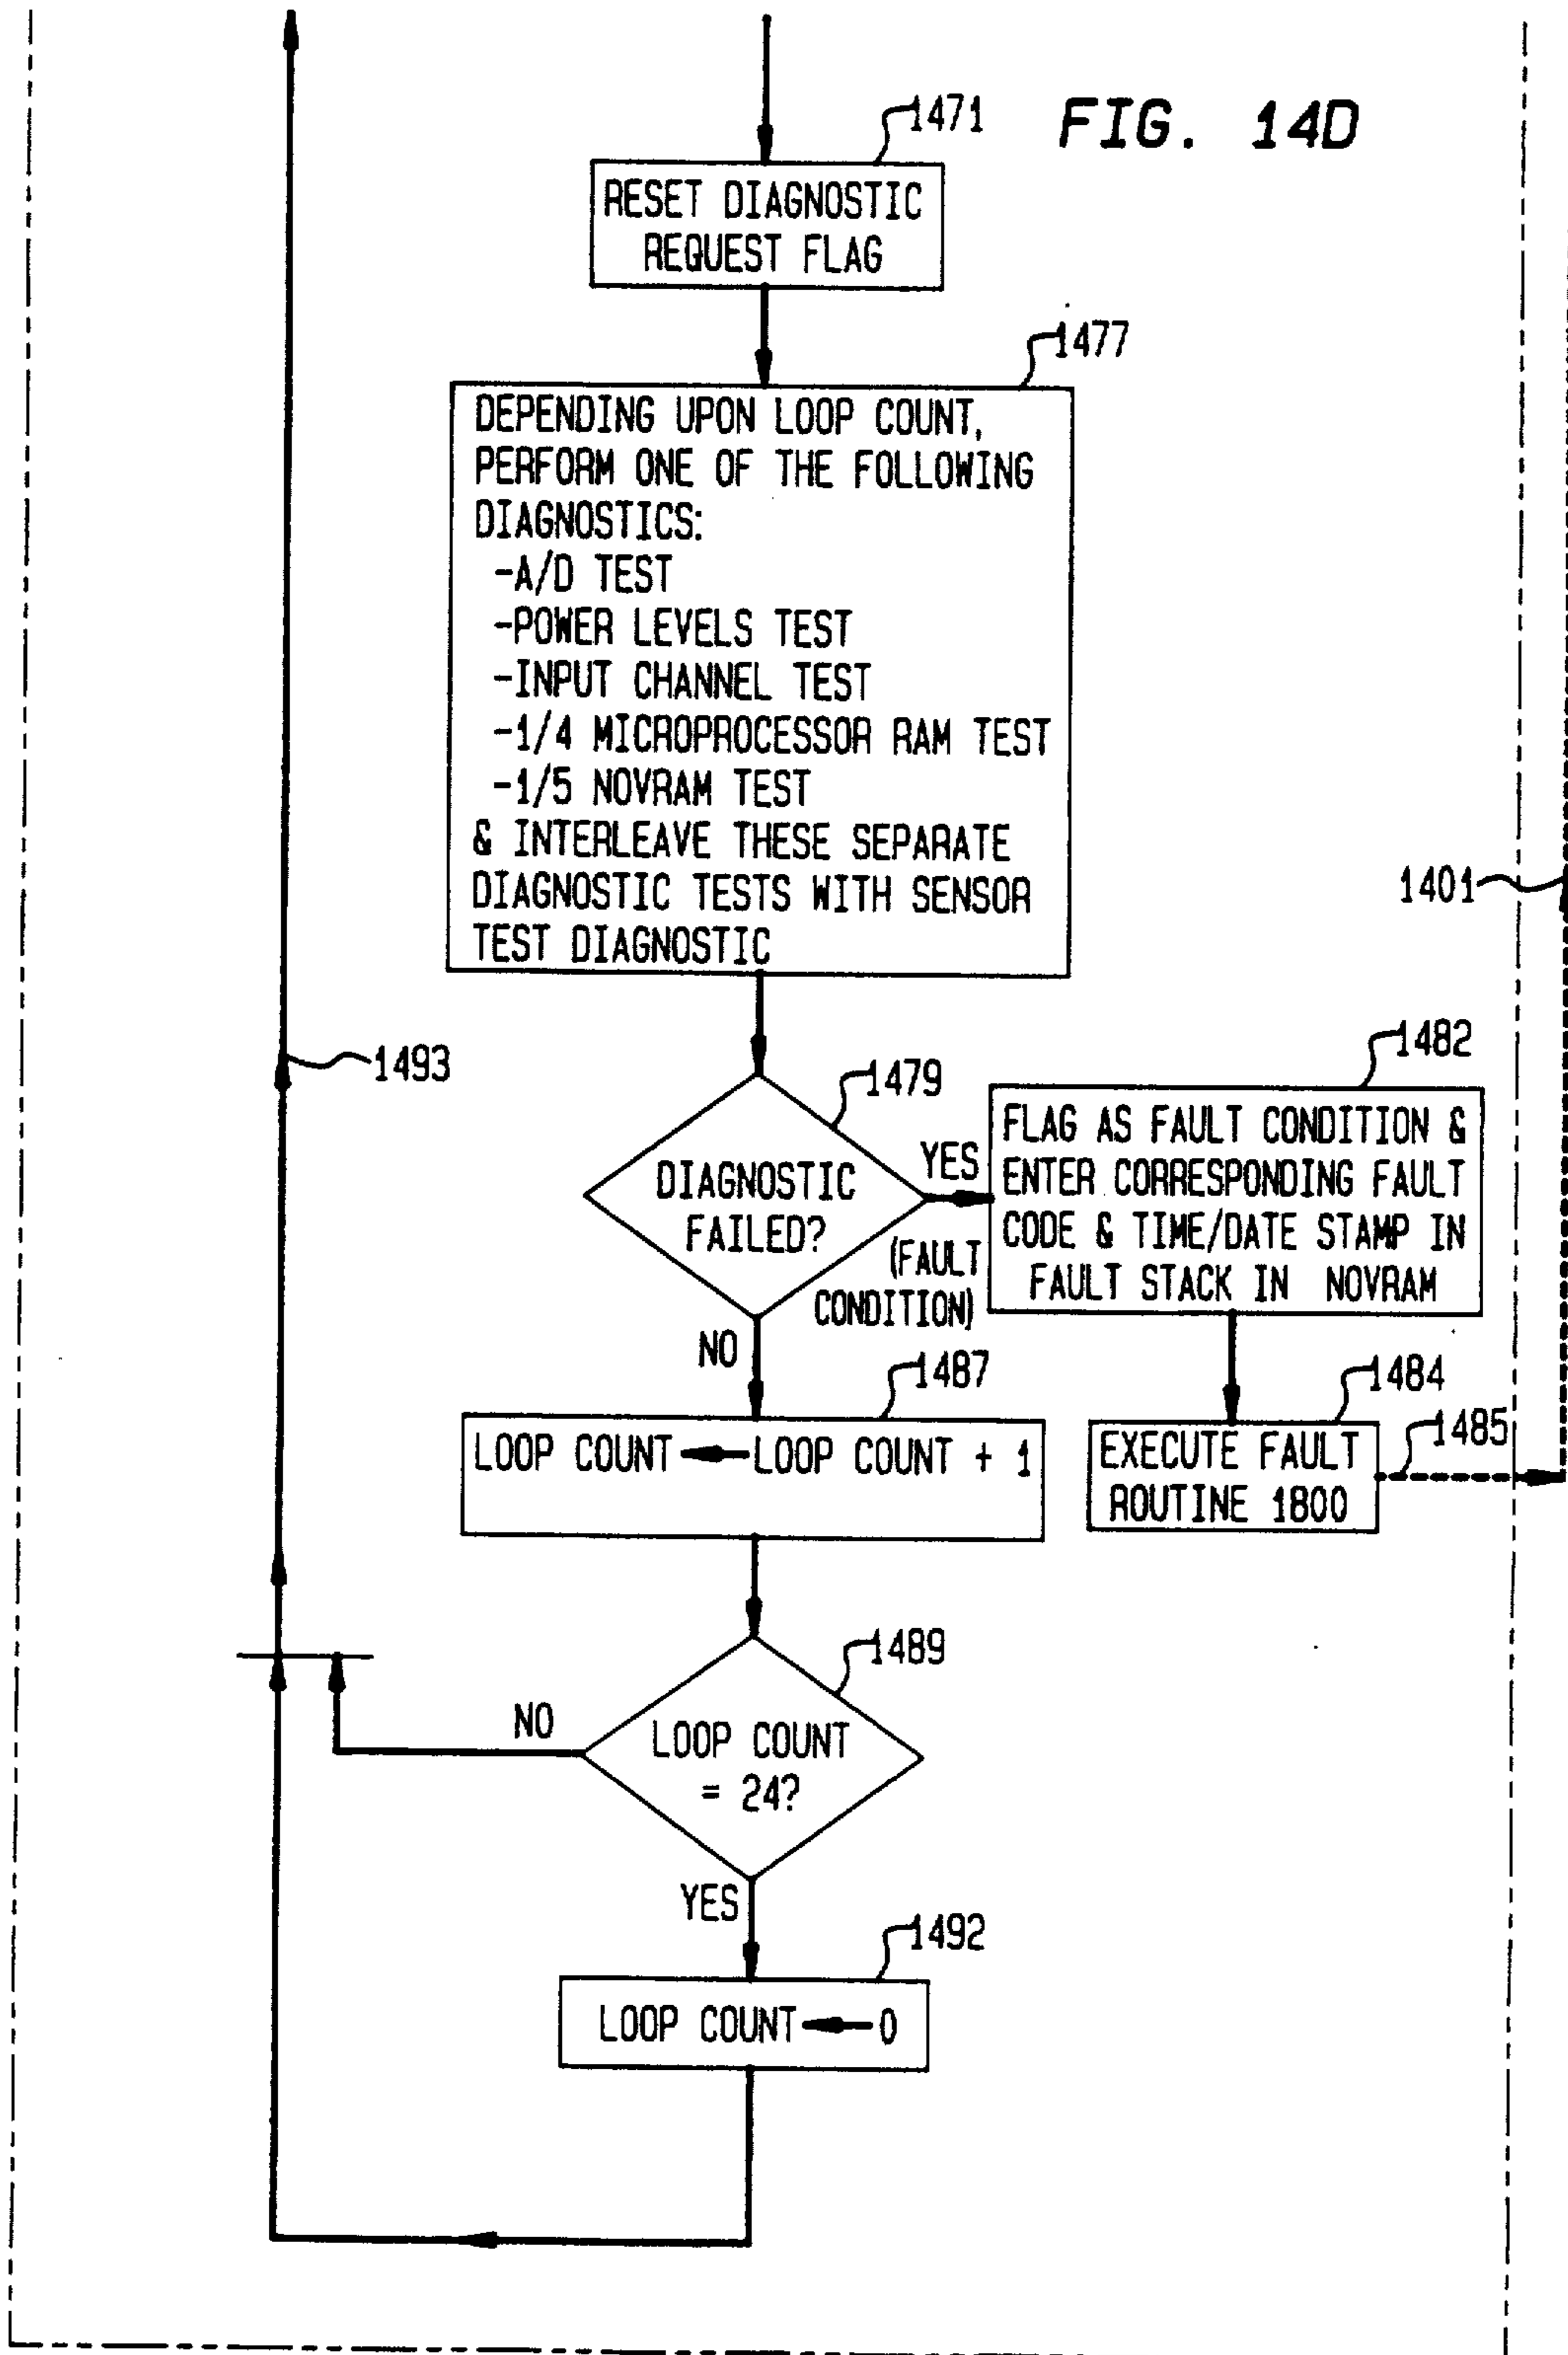 FIG. 14D
1471
RESET DIAGNOSTIC
REQUEST FLAG
1477
DEPENDING UPON LOOP COUNT,
PERFORM ONE OF THE FOLLOWING
DIAGNOSTICS:
-A/D TEST
-POWER LEVELS TEST
-INPUT CHANNEL TEST
-1/4 MICROPROCESSOR RAM TEST
-1/5 NOVRAM TEST
& INTERLEAVE THESE SEPARATE
DIAGNOSTIC TESTS WITH SENSOR
TEST DIAGNOSTIC
1401
1493
1479
DIAGNOSTIC
FAILED?
YES
(FAULT
CONDITION)
1482
FLAG AS FAULT CONDITION &
ENTER CORRESPONDING FAULT
CODE & TIME/DATE STAMP IN
FAULT STACK IN NOVRAM
NO
1487
LOOP COUNT ← LOOP COUNT + 1
1484
EXECUTE FAULT
ROUTINE 1800
1485
1489
LOOP COUNT
= 24?
NO
YES
1492
LOOP COUNT ← 0